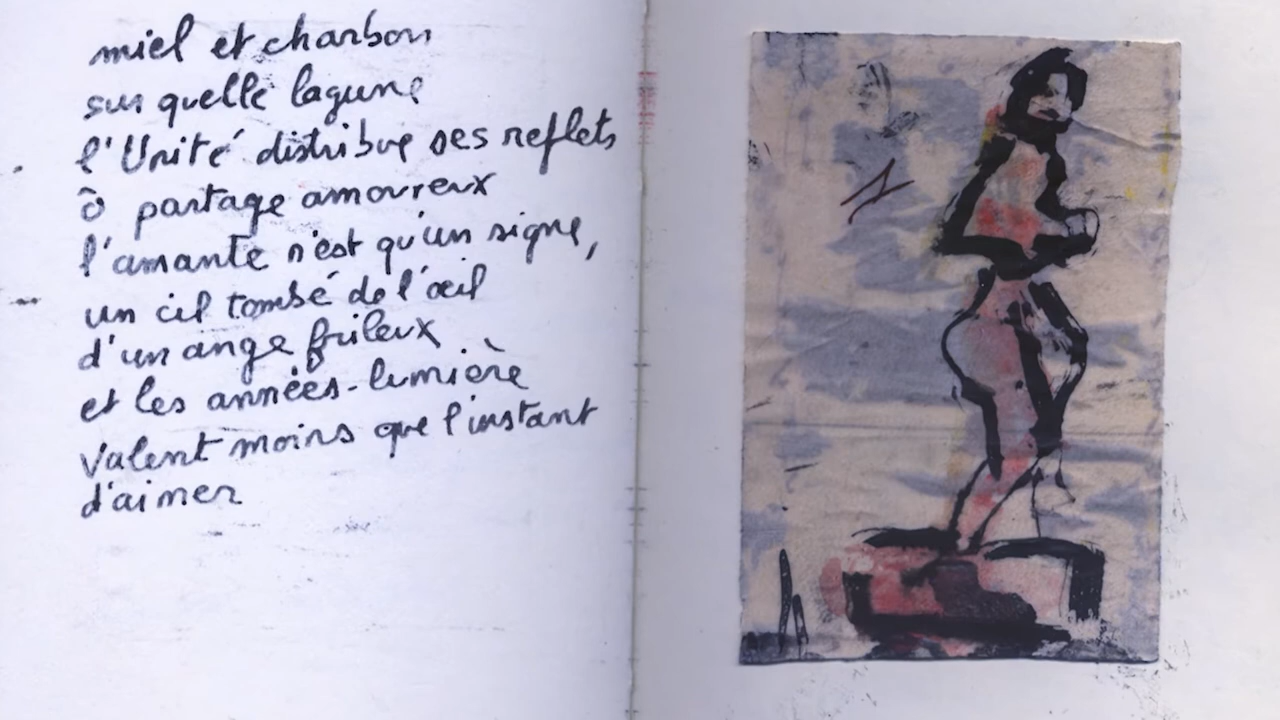 miel et charbon
sur quelle lagune
l'Unité distribue ses reflets
ô partage amoureux
l'amante n'est qu'un signe,
un cil tombé de l'œil
d'un ange frileux
et les années-lumière
valent moins que l'instant
d'aimer